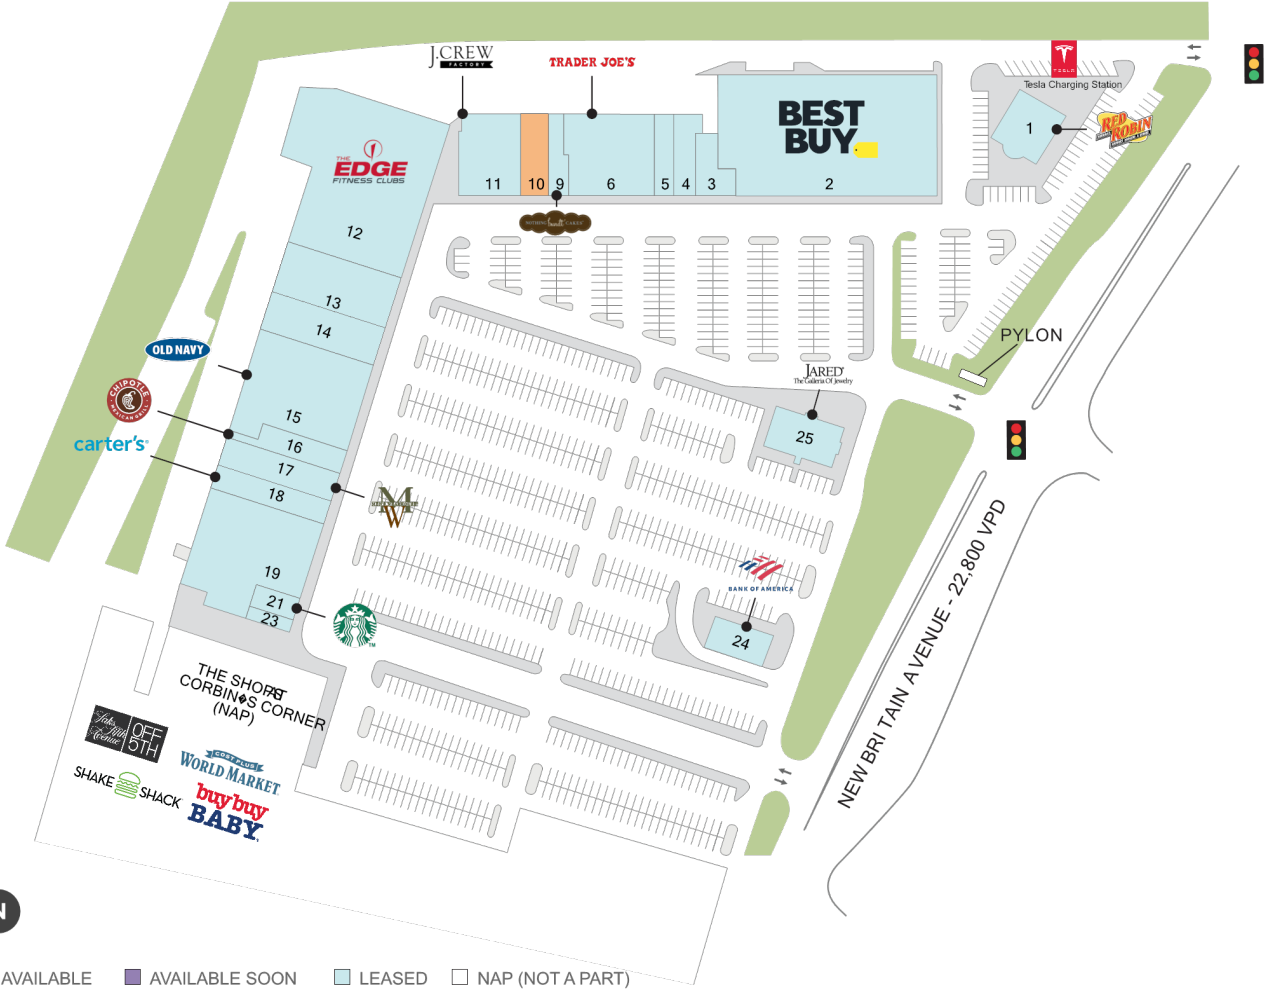 J.CREW
FACTORY
TRADER JOE'S
BEST
BUY
TESLA
Tesla Charging Station
RED
ROBIN
1
THE
EDGE
FITNESS CLUBS
11
10
9
6
5
4
3
2
12
13
14
PYLON
OLD NAVY
CHIPOTLE
MEXICAN GRILL
carter's
JARED
The Galleria Of Jewelry
15
16
17
18
25
MW
19
21
23
BANK OF AMERICA
24
THE SHOPS AT
CORBIN�S CORNER
(NAP)
Saks
Fifth
Avenue
OFF
5TH
COST PLUS
WORLD MARKET
SHAKE SHACK
buy buy
BABY
NEW BRI TAIN AVENUE - 22,800 VPD
N
AVAILABLE
AVAILABLE SOON
LEASED
NAP (NOT A PART)